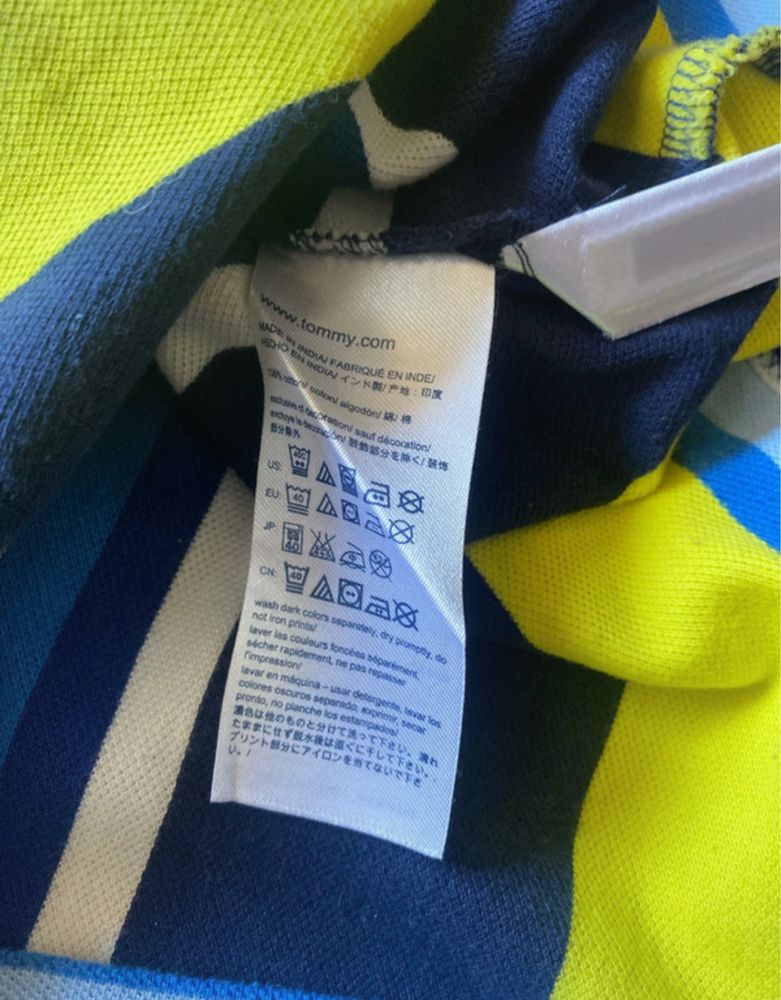 www.tommy.com
MADE IN INDIA/ FABRIQUÉ EN INDE/
HECHO EN INDIA/ インド製/ 产地：印度
100% cotton/ coton/ algodón/ 綿/ 棉
exclusive of decoration/ sauf décoration/
excluye la decoración/ 装飾部分を除く/ 装饰
部分除外
US: 40C
EU: 40
JP: 40
CN: 40
wash dark colors separately, dry promptly, do
not iron prints/
laver les couleurs foncées séparément,
sécher rapidement, ne pas repasser
l'impression/
lavar en máquina – usar detergente, lavar los
colores oscuros separado, exprimir, secar
pronto, no planche los estampados/
濃色は他のものと分けて洗って下さい。濡れ
たままにせず脱水後は直ぐに干して下さい。
プリント部分にアイロンを当てないで下さ
い。/